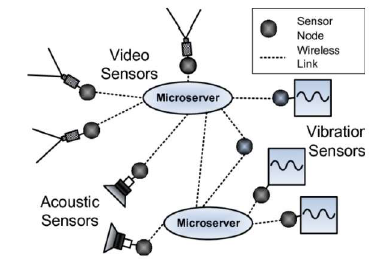 Sensor
Node
Wireless
Link
Video
Sensors
Microserver
Vibration
Sensors
Acoustic
Sensors
Microserver